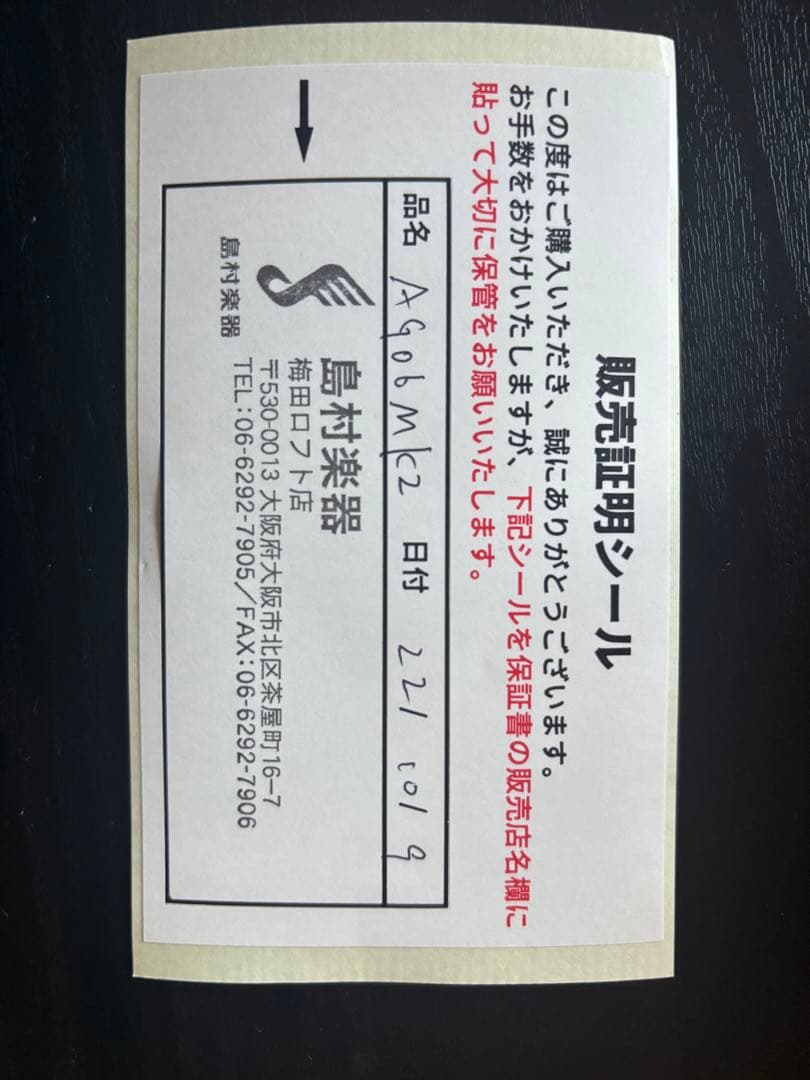 販売証明シール
この度はご購入いただき、誠にありがとうございます。
お手数をおかけいたしますが、下記シールを保証書の販売店名欄に
貼って大切に保管をお願いいたします。
品名 AG06Mk2 日付 22/10/19
島村楽器
島村楽器
梅田ロフト店
〒530-0013 大阪府大阪市北区茶屋町16-7
TEL:06-6292-7905/FAX:06-6292-7906